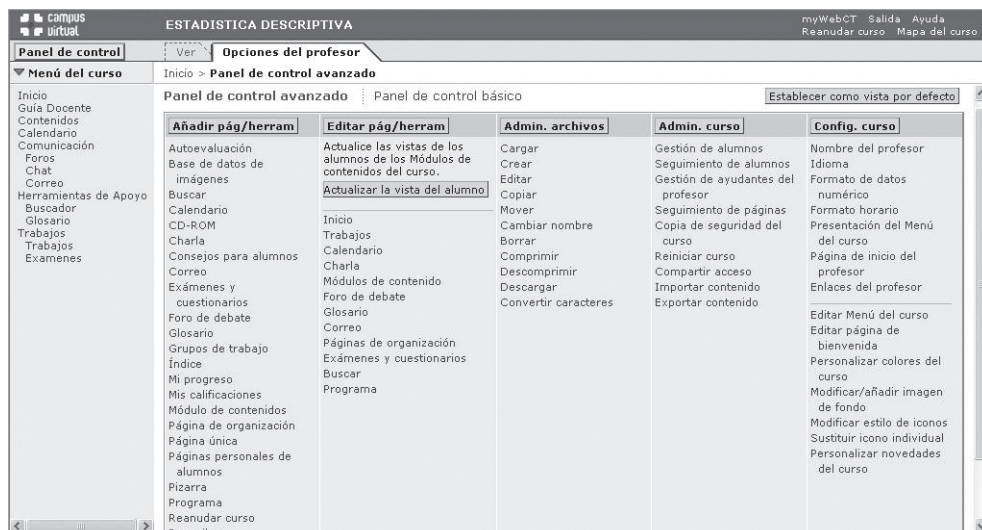 campus
virtual
ESTADISTICA DESCRIPTIVA
myWebCT Salida Ayuda
Reanudar curso Mapa del curso
Panel de control
Ver
Opciones del profesor
Menú del curso
Inicio > Panel de control avanzado
Inicio
Guía Docente
Contenidos
Calendario
Comunicación
Foros
Chat
Correo
Herramientas de Apoyo
Buscador
Glosario
Trabajos
Trabajos
Examenes
Panel de control avanzado
Panel de control básico
Establecer como vista por defecto
Añadir pág/herram
Autoevaluación
Base de datos de
imágenes
Buscar
Calendario
CD-ROM
Charla
Consejos para alumnos
Correo
Exámenes y
cuestionarios
Foro de debate
Glosario
Grupos de trabajo
Índice
Mi progreso
Mis calificaciones
Módulo de contenidos
Página de organización
Página única
Páginas personales de
alumnos
Pizarra
Programa
Reanudar curso
Editar pág/herram
Actualice las vistas de los
alumnos de los Módulos de
contenidos del curso.
Actualizar la vista del alumno
Inicio
Trabajos
Calendario
Charla
Módulos de contenido
Foro de debate
Glosario
Correo
Páginas de organización
Exámenes y cuestionarios
Buscar
Programa
Admin. archivos
Cargar
Crear
Editar
Copiar
Mover
Cambiar nombre
Borrar
Comprimir
Descomprimir
Descargar
Convertir caracteres
Admin. curso
Gestión de alumnos
Seguimiento de alumnos
Gestión de ayudantes del
profesor
Seguimiento de páginas
Copia de seguridad del
curso
Reiniciar curso
Compartir acceso
Importar contenido
Exportar contenido
Config. curso
Nombre del profesor
Idioma
Formato de datos
numérico
Formato horario
Presentación del Menú
del curso
Página de inicio del
profesor
Enlaces del profesor
Editar Menú del curso
Editar página de
bienvenida
Personalizar colores del
curso
Modificar/añadir imagen
de fondo
Modificar estilo de iconos
Sustituir icono individual
Personalizar novedades
del curso